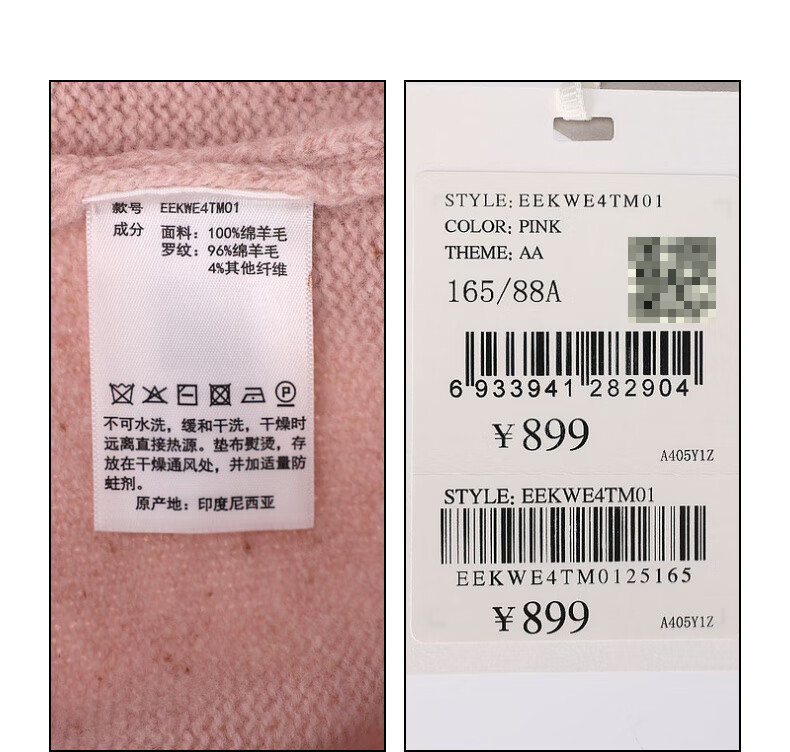 款号 EEKWE4TM01
成分 面料：100%绵羊毛
罗纹：96%绵羊毛
4%其他纤维
P
不可水洗，缓和干洗，干燥时
远离直接热源。垫布熨烫，存
放在干燥通风处，并加适量防
蛀剂。
原产地：印度尼西亚
STYLE: EEKWE4TM01
COLOR: PINK
THEME: AA
165/88A
6 933941 282904
¥899
A405Y1Z
STYLE: EEKWE4TM01
EEKWE4TM0125165
¥899
A405Y1Z